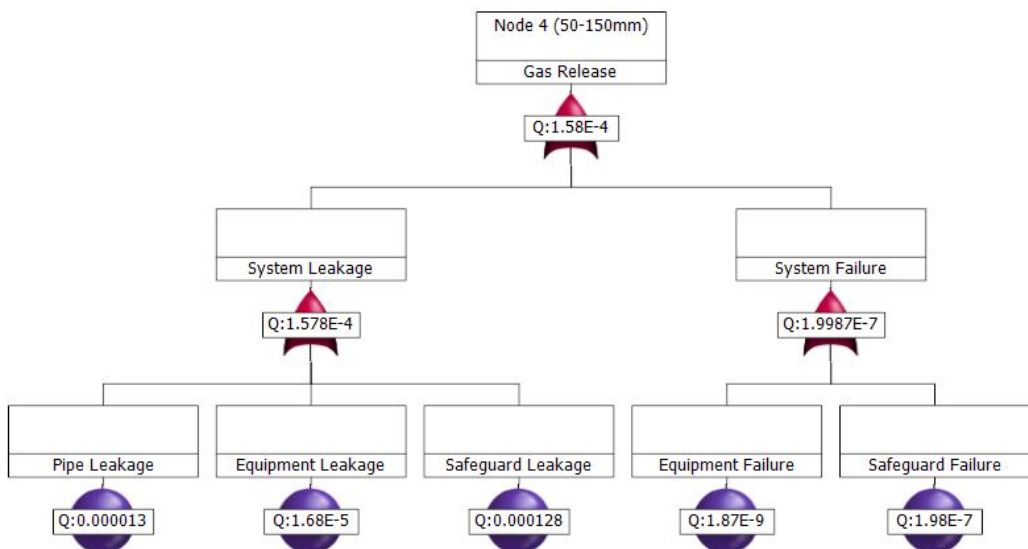 Node 4 (50-150mm)
Gas Release
Q:1.58E-4
System Leakage
System Failure
Q:1.578E-4
Q:1.9987E-7
Pipe Leakage
Equipment Leakage
Safeguard Leakage
Equipment Failure
Safeguard Failure
Q:0.000013
Q:1.68E-5
Q:0.000128
Q:1.87E-9
Q:1.98E-7